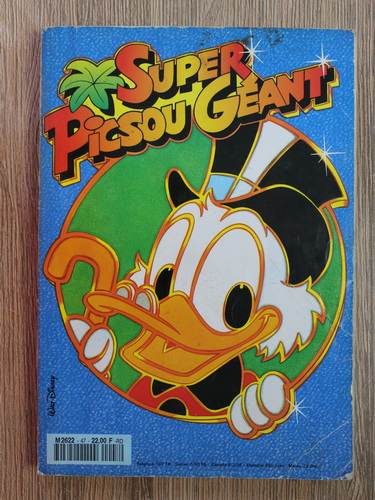 SUPER
PICSOU GÉANT
WALT DISNEY
M 2622 - 47 - 22,00 F - RD